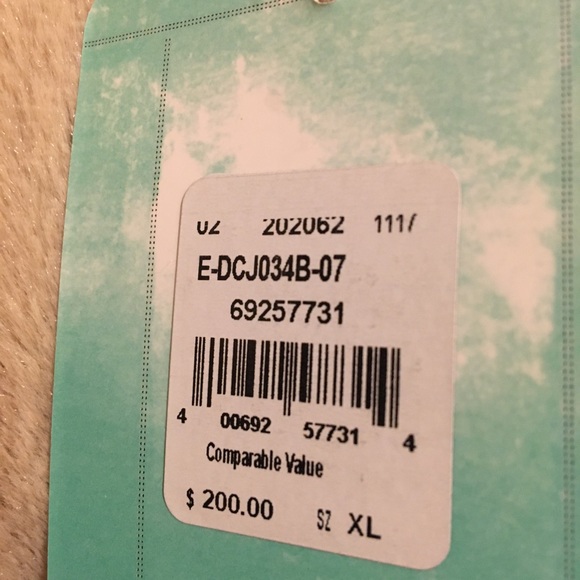 202062
E-DCJ034B-07
69257731
4 00692 57731 4
Comparable Value
$ 200.00 SZ XL